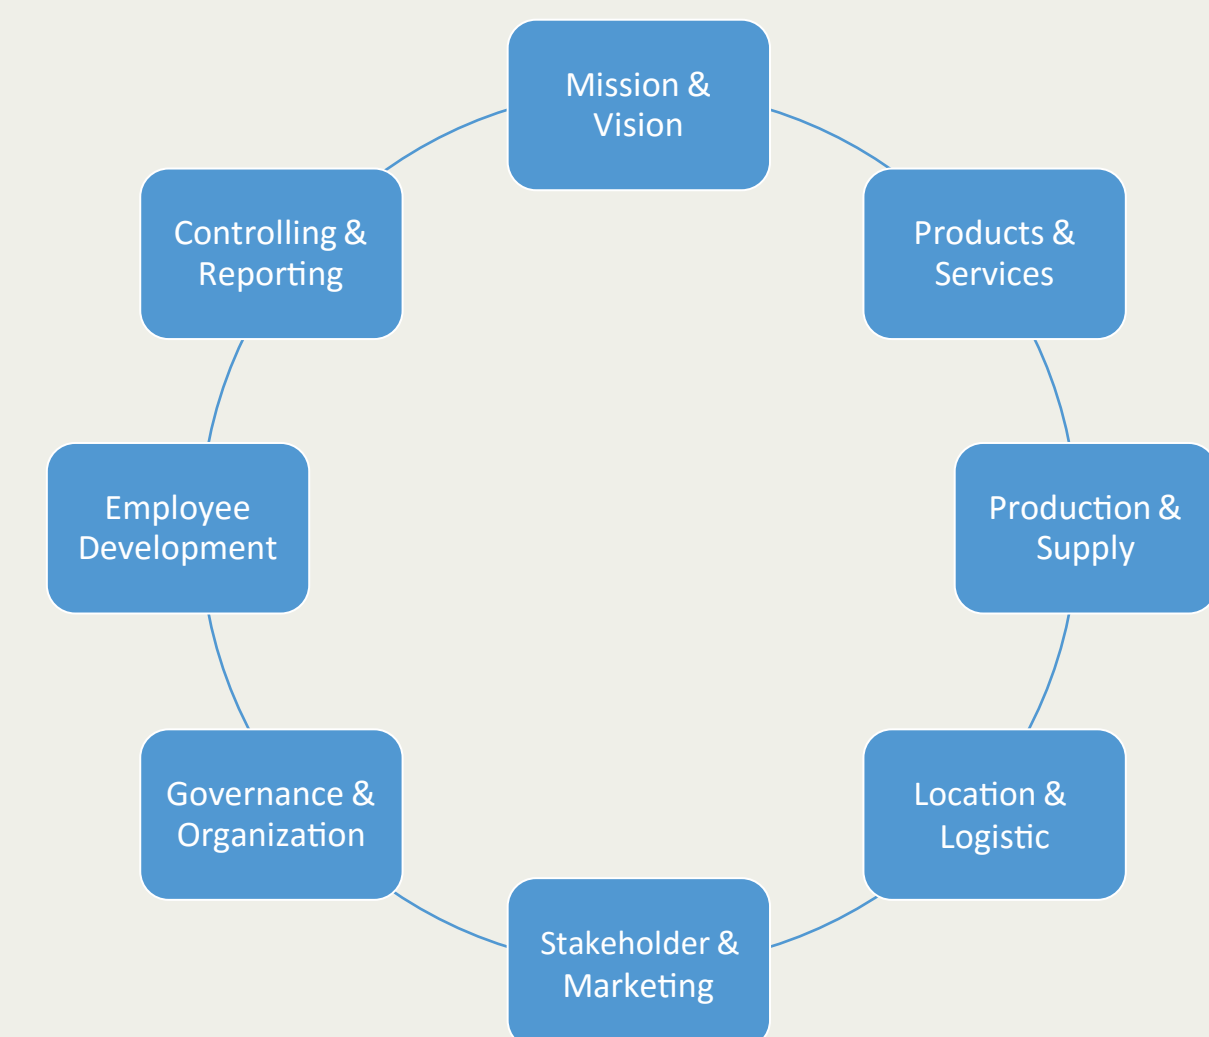 Mission &
Vision
Products &
Services
Production &
Supply
Location &
Logistic
Stakeholder &
Marketing
Governance &
Organization
Employee
Development
Controlling &
Reporting